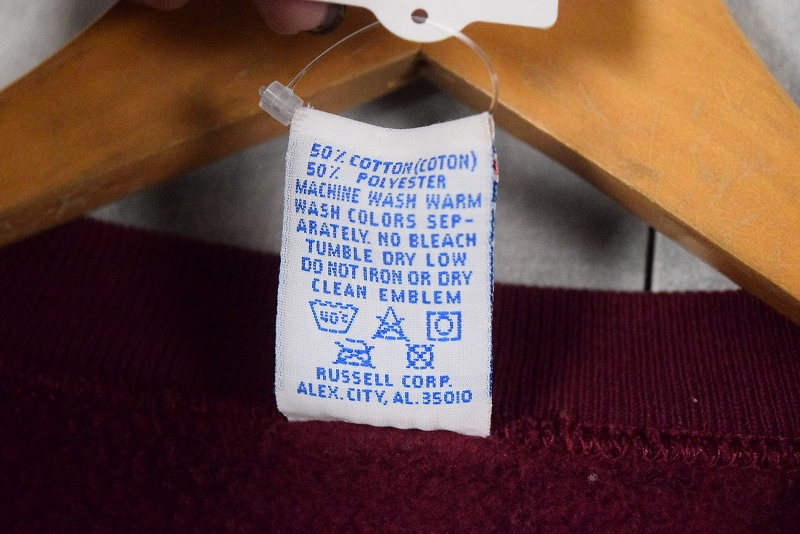 50% COTTON (COTON)
50% POLYESTER
MACHINE WASH WARM
WASH COLORS SEP-
ARATELY. NO BLEACH
TUMBLE DRY LOW
DO NOT IRON OR DRY
CLEAN EMBLEM
40°C
RUSSELL CORP.
ALEX. CITY, AL. 35010